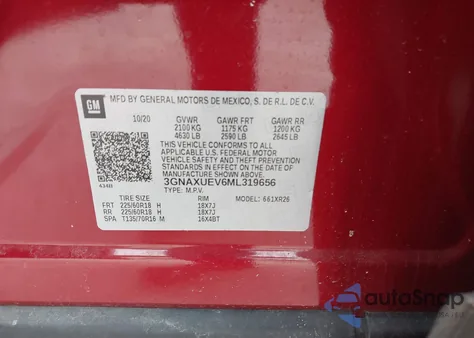 GM
MFD BY GENERAL MOTORS DE MEXICO, S. DE R.L. DE C.V.
10/20 GVWR GAWR FRT GAWR RR
2100 KG 1175 KG 1200 KG
4630 LB 2590 LB 2645 LB
THIS VEHICLE CONFORMS TO ALL
APPLICABLE U.S. FEDERAL MOTOR
VEHICLE SAFETY, BUMPER, AND THEFT
PREVENTION STANDARDS IN EFFECT ON
THE DATE OF MANUFACTURE SHOWN ABOVE.
3GNAXUEV6ML319656
TYPE: M.P.V. MODEL: 661XR26
TIRE SIZE RIM
FRT 225/60R18 H 18X7J
RR 225/60R18 H 18X7J
SPA T135/70R16 M 16X4BT
autoSnap